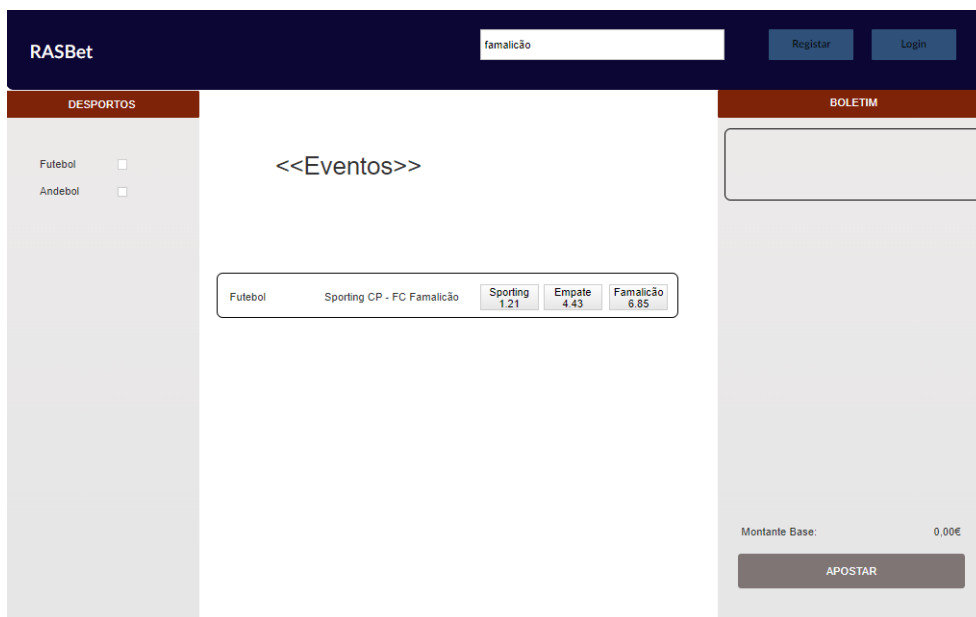 RASBet
famalicão
Registar
Login
DESPORTOS
Futebol
Andebol
<<Eventos>>
Futebol
Sporting CP - FC Famalicão
Sporting
1.21
Empate
4.43
Famalicão
6.85
BOLETIM
Montante Base:
0,00€
APOSTAR